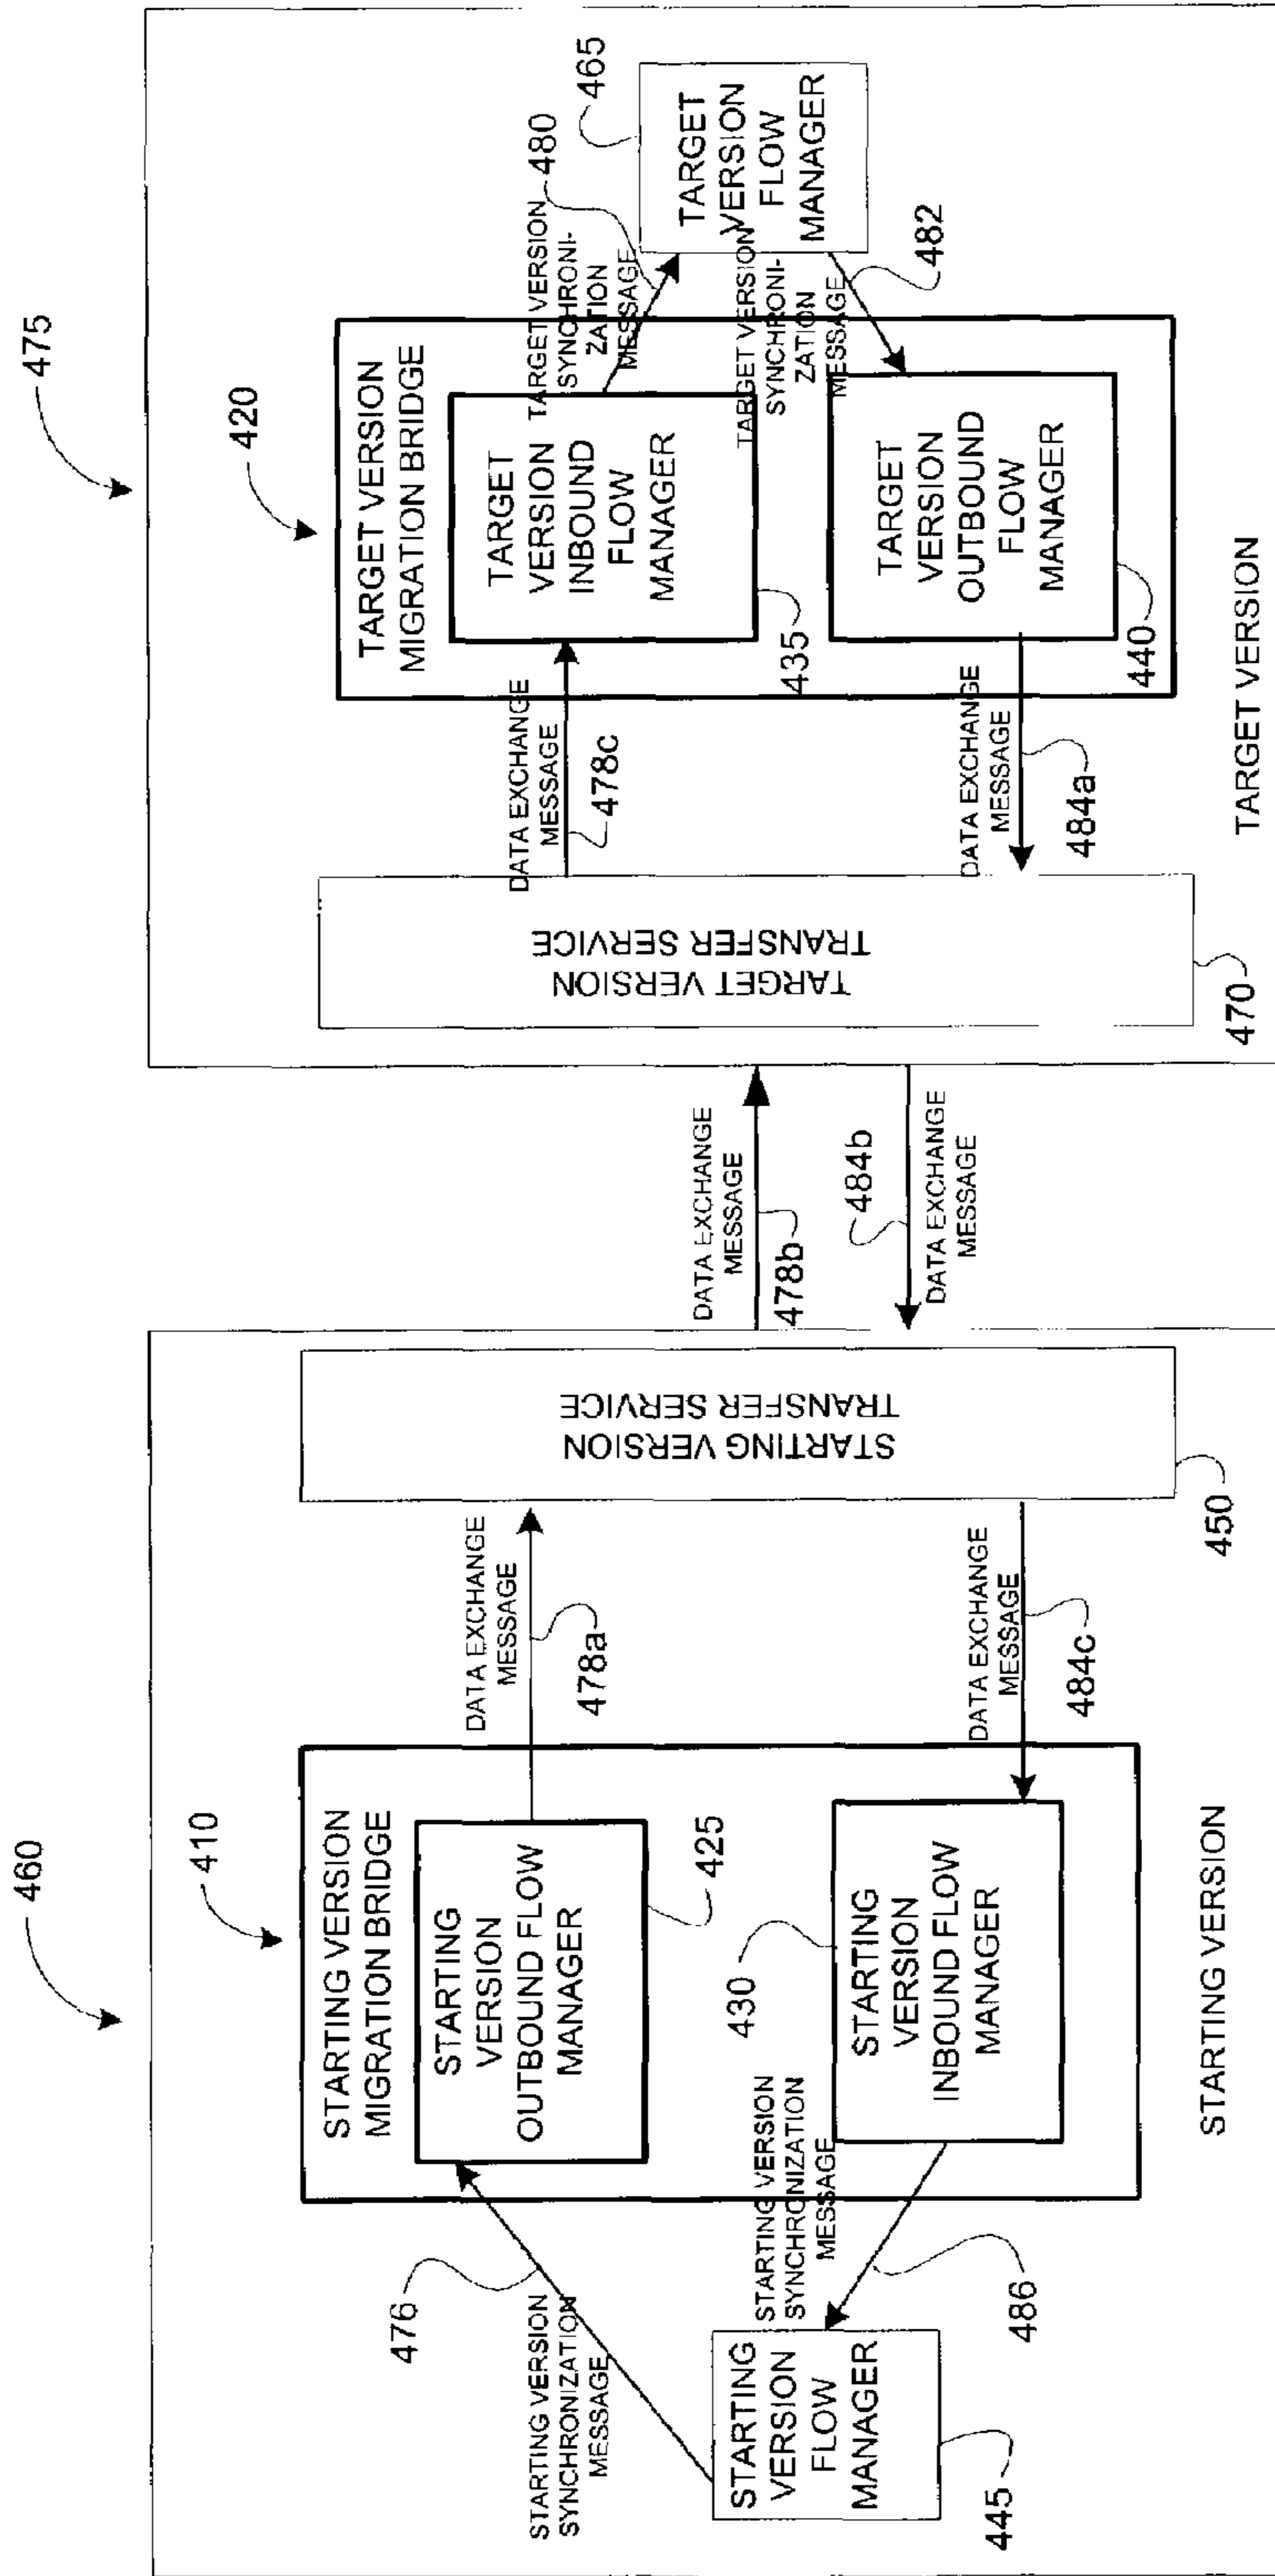 460
410
STARTING VERSION
MIGRATION BRIDGE
STARTING
VERSION
OUTBOUND FLOW
MANAGER
425
476
STARTING VERSION
SYNCHRONIZATION
MESSAGE
STARTING
VERSION
FLOW
MANAGER
445
STARTING VERSION
SYNCHRONIZATION
MESSAGE
486
430
STARTING
VERSION
INBOUND FLOW
MANAGER
DATA EXCHANGE
MESSAGE
478a
DATA EXCHANGE
MESSAGE
484c
STARTING VERSION
TRANSFER SERVICE
450
STARTING VERSION
DATA EXCHANGE
MESSAGE
478b
484b
DATA EXCHANGE
MESSAGE
475
420
TARGET VERSION
MIGRATION BRIDGE
TARGET VERSION
TRANSFER SERVICE
470
DATA EXCHANGE
MESSAGE
478c
TARGET
VERSION
INBOUND
FLOW
MANAGER
435
TARGET VERSION
SYNCHRONI-
ZATION
MESSAGE
480
465
TARGET
VERSION
FLOW
MANAGER
TARGET VERSION
SYNCHRONI-
ZATION
MESSAGE
482
TARGET
VERSION
OUTBOUND
FLOW
MANAGER
440
DATA EXCHANGE
MESSAGE
484a
TARGET VERSION